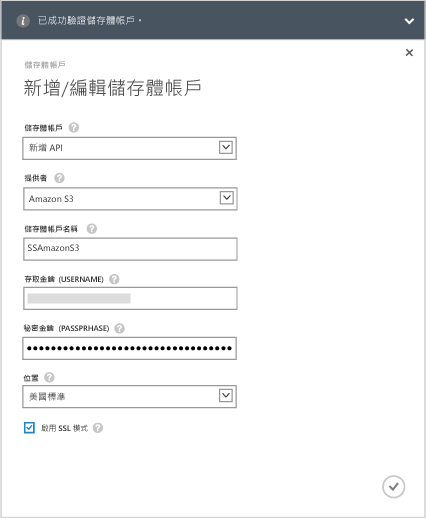 已成功驗證儲存體帳戶。
儲存體帳戶
新增/編輯儲存體帳戶
儲存體帳戶
新增 API
提供者
Amazon S3
儲存體帳戶名稱
SSAmazonS3
存取金鑰 (USERNAME)
秘密金鑰 (PASSPRHASE)
位置
美國標準
啟用 SSL 模式